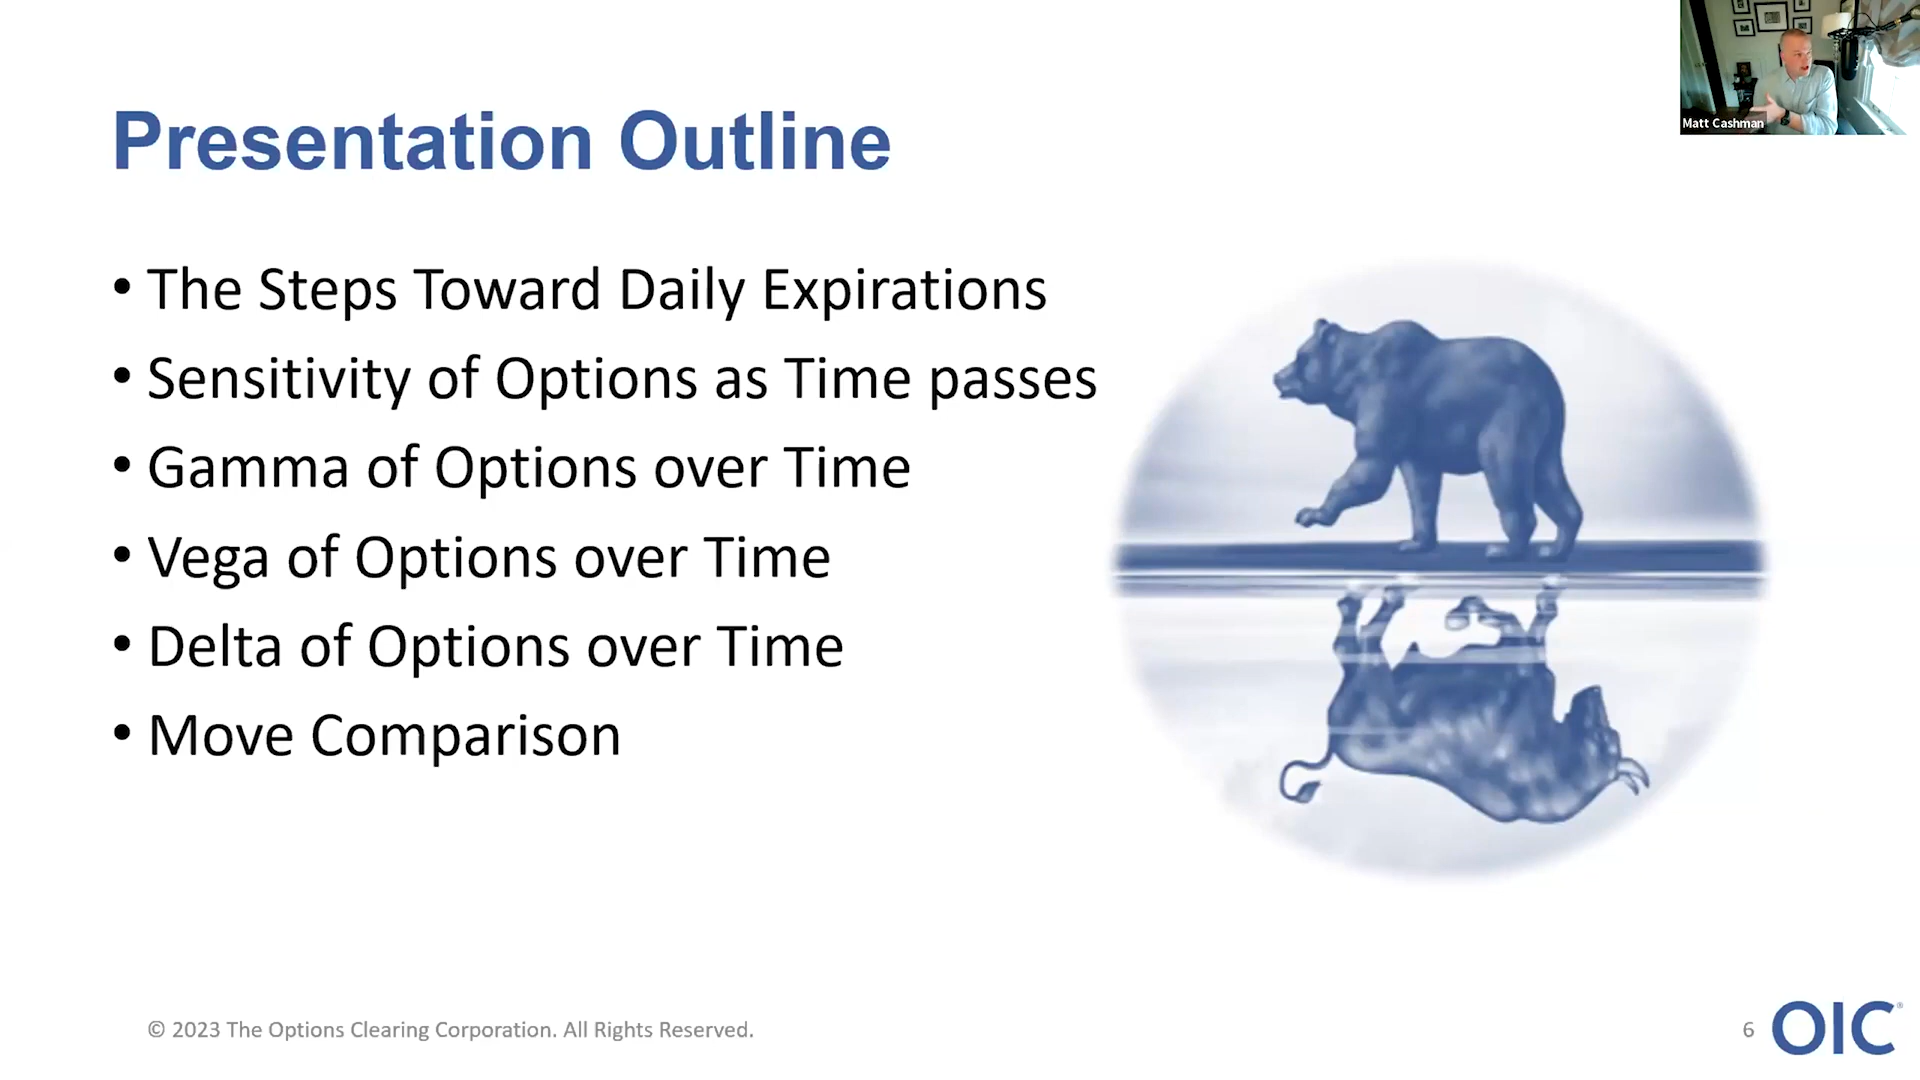 Matt Cashman
Presentation Outline
• The Steps Toward Daily Expirations
• Sensitivity of Options as Time passes
• Gamma of Options over Time
• Vega of Options over Time
• Delta of Options over Time
• Move Comparison
© 2023 The Options Clearing Corporation. All Rights Reserved.
6
OIC®